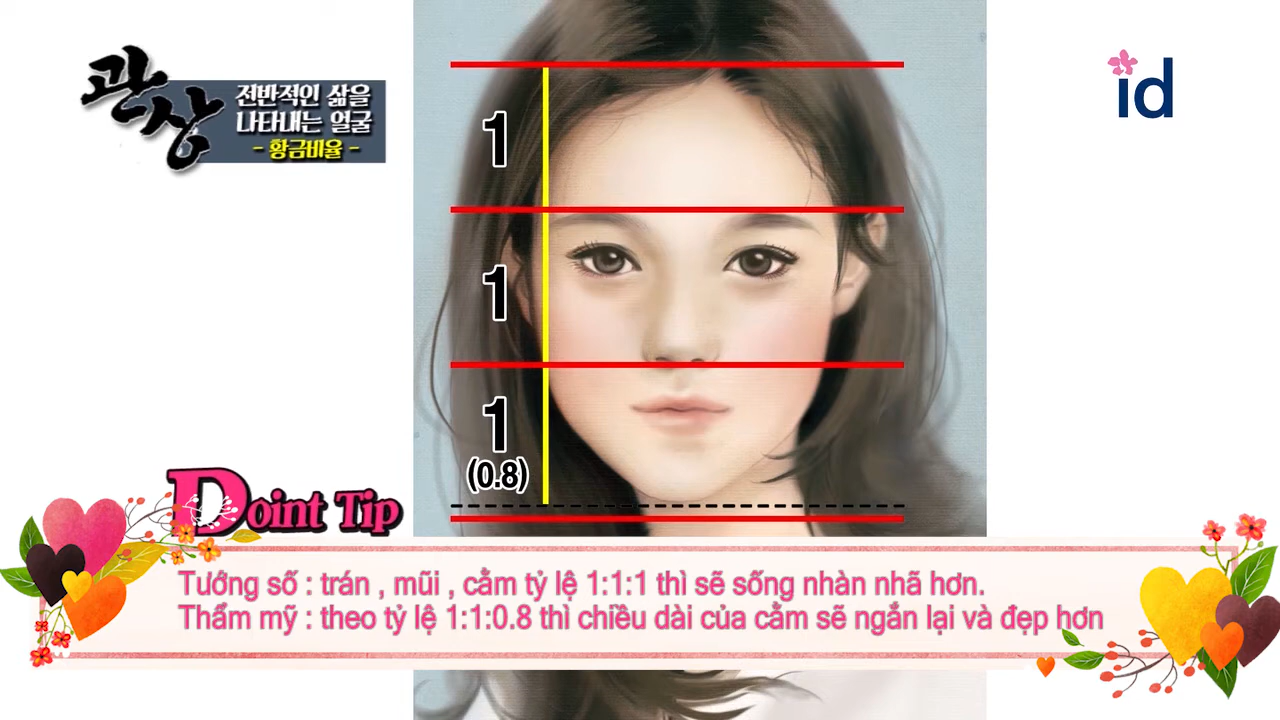 관상
전반적인 삶을
나타내는 얼굴
- 황금비율 -
id
1
1
1
(0.8)
Point Tip
Tướng số : trán , mũi , cằm tỷ lệ 1:1:1 thì sẽ sống nhàn nhã hơn.
Thẩm mỹ : theo tỷ lệ 1:1:0.8 thì chiều dài của cằm sẽ ngắn lại và đẹp hơn